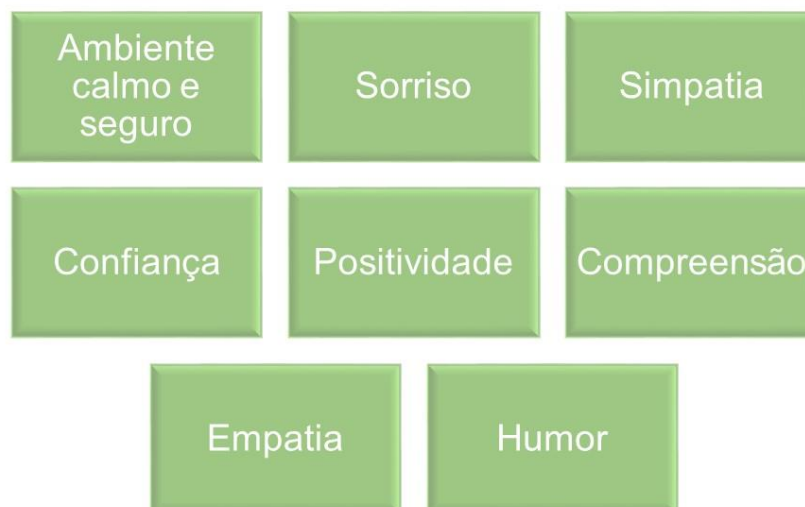 Ambiente
calmo e
seguro
Sorriso
Simpatia
Confiança
Positividade
Compreensão
Empatia
Humor